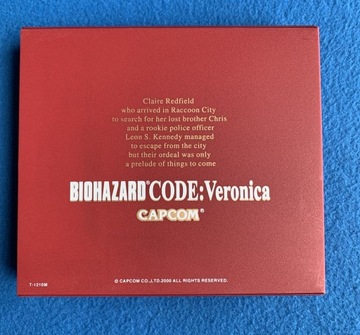 Claire Redfield
who arrived in Raccoon City
to search for her lost brother Chris
and a rookie police officer
Leon S. Kennedy managed
to escape from the city
but their ordeal was only
a prelude of things to come
BIOHAZARD® CODE:Veronica
CAPCOM®
T-1210M
© CAPCOM CO.,LTD.2000 ALL RIGHTS RESERVED.